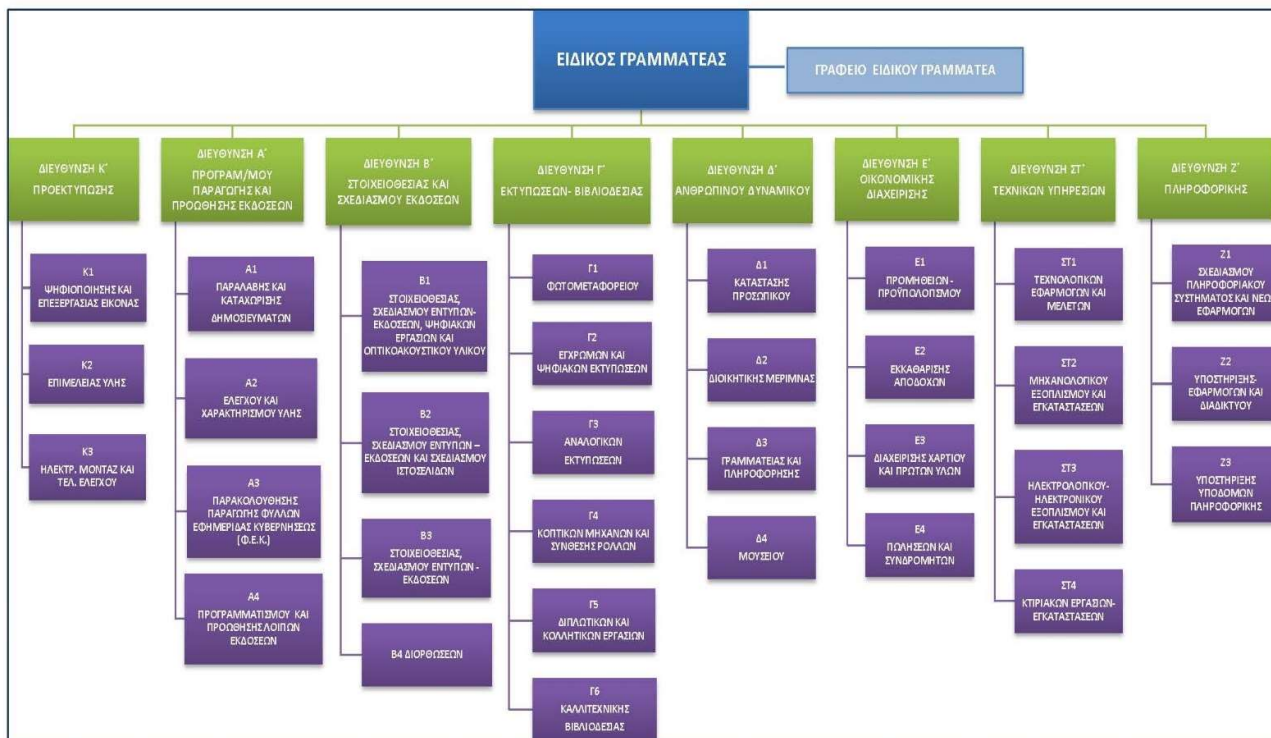 ΕΙΔΙΚΟΣ ΓΡΑΜΜΑΤΕΑΣ
ΓΡΑΦΕΙΟ ΕΙΔΙΚΟΥ ΓΡΑΜΜΑΤΕΑ
ΔΙΕΥΘΥΝΣΗ Κ΄
ΠΡΟΕΚΤΥΠΩΣΗΣ
Κ1
ΨΗΦΙΟΠΟΙΗΣΗΣ ΚΑΙ
ΕΠΕΞΕΡΓΑΣΙΑΣ ΕΙΚΟΝΑΣ
Κ2
ΕΠΙΜΕΛΕΙΑΣ ΥΛΗΣ
Κ3
ΗΛΕΚΤΡ. ΜΟΝΤΑΖ ΚΑΙ
ΤΕΛ. ΕΛΕΓΧΟΥ
ΔΙΕΥΘΥΝΣΗ Α΄
ΠΡΟΓΡΑΜ/ΜΟΥ
ΠΑΡΑΓΩΓΗΣ ΚΑΙ
ΠΡΟΩΘΗΣΗΣ ΕΚΔΟΣΕΩΝ
Α1
ΠΑΡΑΛΑΒΗΣ ΚΑΙ
ΚΑΤΑΧΩΡΙΣΗΣ
ΔΗΜΟΣΙΕΥΜΑΤΩΝ
Α2
ΕΛΕΓΧΟΥ ΚΑΙ
ΧΑΡΑΚΤΗΡΙΣΜΟΥ ΥΛΗΣ
Α3
ΠΑΡΑΚΟΛΟΥΘΗΣΗΣ
ΠΑΡΑΓΩΓΗΣ ΦΥΛΛΩΝ
ΕΦΗΜΕΡΙΔΑΣ ΚΥΒΕΡΝΗΣΕΩΣ
(Φ.Ε.Κ.)
Α4
ΠΡΟΓΡΑΜΜΑΤΙΣΜΟΥ ΚΑΙ
ΠΡΟΩΘΗΣΗΣ ΛΟΙΠΩΝ
ΕΚΔΟΣΕΩΝ
ΔΙΕΥΘΥΝΣΗ Β΄
ΣΤΟΙΧΕΙΟΘΕΣΙΑΣ ΚΑΙ
ΣΧΕΔΙΑΣΜΟΥ ΕΚΔΟΣΕΩΝ
Β1
ΣΤΟΙΧΕΙΟΘΕΣΙΑΣ,
ΣΧΕΔΙΑΣΜΟΥ ΕΝΤΥΠΩΝ-
ΕΚΔΟΣΕΩΝ, ΨΗΦΙΑΚΩΝ
ΕΡΓΑΣΙΩΝ ΚΑΙ
ΟΠΤΙΚΟΑΚΟΥΣΤΙΚΟΥ ΥΛΙΚΟΥ
Β2
ΣΤΟΙΧΕΙΟΘΕΣΙΑΣ,
ΣΧΕΔΙΑΣΜΟΥ ΕΝΤΥΠΩΝ –
ΕΚΔΟΣΕΩΝ ΚΑΙ ΣΧΕΔΙΑΣΜΟΥ
ΙΣΤΟΣΕΛΙΔΩΝ
Β3
ΣΤΟΙΧΕΙΟΘΕΣΙΑΣ,
ΣΧΕΔΙΑΣΜΟΥ ΕΝΤΥΠΩΝ -
ΕΚΔΟΣΕΩΝ
Β4 ΔΙΟΡΘΩΣΕΩΝ
ΔΙΕΥΘΥΝΣΗ Γ΄
ΕΚΤΥΠΩΣΕΩΝ- ΒΙΒΛΙΟΔΕΣΙΑΣ
Γ1
ΦΩΤΟΜΕΤΑΦΟΡΕΙΟΥ
Γ2
ΕΓΧΡΩΜΩΝ ΚΑΙ
ΨΗΦΙΑΚΩΝ ΕΚΤΥΠΩΣΕΩΝ
Γ3
ΑΝΑΛΟΓΙΚΩΝ
ΕΚΤΥΠΩΣΕΩΝ
Γ4
ΚΟΠΤΙΚΩΝ ΜΗΧΑΝΩΝ ΚΑΙ
ΣΥΝΘΕΣΗΣ ΡΟΛΛΩΝ
Γ5
ΔΙΠΛΩΤΙΚΩΝ ΚΑΙ
ΚΟΛΛΗΤΙΚΩΝ ΕΡΓΑΣΙΩΝ
Γ6
ΚΑΛΛΙΤΕΧΝΙΚΗΣ
ΒΙΒΛΙΟΔΕΣΙΑΣ
ΔΙΕΥΘΥΝΣΗ Δ΄
ΑΝΘΡΩΠΙΝΟΥ ΔΥΝΑΜΙΚΟΥ
Δ1
ΚΑΤΑΣΤΑΣΗΣ
ΠΡΟΣΩΠΙΚΟΥ
Δ2
ΔΙΟΙΚΗΤΙΚΗΣ ΜΕΡΙΜΝΑΣ
Δ3
ΓΡΑΜΜΑΤΕΙΑΣ ΚΑΙ
ΠΛΗΡΟΦΟΡΗΣΗΣ
Δ4
ΜΟΥΣΕΙΟΥ
ΔΙΕΥΘΥΝΣΗ Ε΄
ΟΙΚΟΝΟΜΙΚΗΣ
ΔΙΑΧΕΙΡΙΣΗΣ
Ε1
ΠΡΟΜΗΘΕΙΩΝ-
ΠΡΟΫΠΟΛΟΓΙΣΜΟΥ
Ε2
ΕΚΚΑΘΑΡΙΣΗΣ
ΑΠΟΔΟΧΩΝ
Ε3
ΔΙΑΧΕΙΡΙΣΗΣ ΧΑΡΤΙΟΥ
ΚΑΙ ΠΡΩΤΩΝ ΥΛΩΝ
Ε4
ΠΩΛΗΣΕΩΝ ΚΑΙ
ΣΥΝΔΡΟΜΗΤΩΝ
ΔΙΕΥΘΥΝΣΗ ΣΤ΄
ΤΕΧΝΙΚΩΝ ΥΠΗΡΕΣΙΩΝ
ΣΤ1
ΤΕΧΝΟΛΟΓΙΚΩΝ
ΕΦΑΡΜΟΓΩΝ ΚΑΙ
ΜΕΛΕΤΩΝ
ΣΤ2
ΜΗΧΑΝΟΛΟΓΙΚΟΥ
ΕΞΟΠΛΙΣΜΟΥ ΚΑΙ
ΕΓΚΑΤΑΣΤΑΣΕΩΝ
ΣΤ3
ΗΛΕΚΤΡΟΛΟΓΙΚΟΥ-
ΗΛΕΚΤΡΟΝΙΚΟΥ
ΕΞΟΠΛΙΣΜΟΥ ΚΑΙ
ΕΓΚΑΤΑΣΤΑΣΕΩΝ
ΣΤ4
ΚΤΙΡΙΑΚΩΝ ΕΡΓΑΣΙΩΝ-
ΕΓΚΑΤΑΣΤΑΣΕΩΝ
ΔΙΕΥΘΥΝΣΗ Ζ΄
ΠΛΗΡΟΦΟΡΙΚΗΣ
Ζ1
ΣΧΕΔΙΑΣΜΟΥ
ΠΛΗΡΟΦΟΡΙΑΚΟΥ
ΣΥΣΤΗΜΑΤΟΣ ΚΑΙ ΝΕΩΝ
ΕΦΑΡΜΟΓΩΝ
Ζ2
ΥΠΟΣΤΗΡΙΞΗΣ-
ΕΦΑΡΜΟΓΩΝ ΚΑΙ
ΔΙΑΔΙΚΤΥΟΥ
Ζ3
ΥΠΟΣΤΗΡΙΞΗΣ
ΥΠΟΔΟΜΩΝ
ΠΛΗΡΟΦΟΡΙΚΗΣ